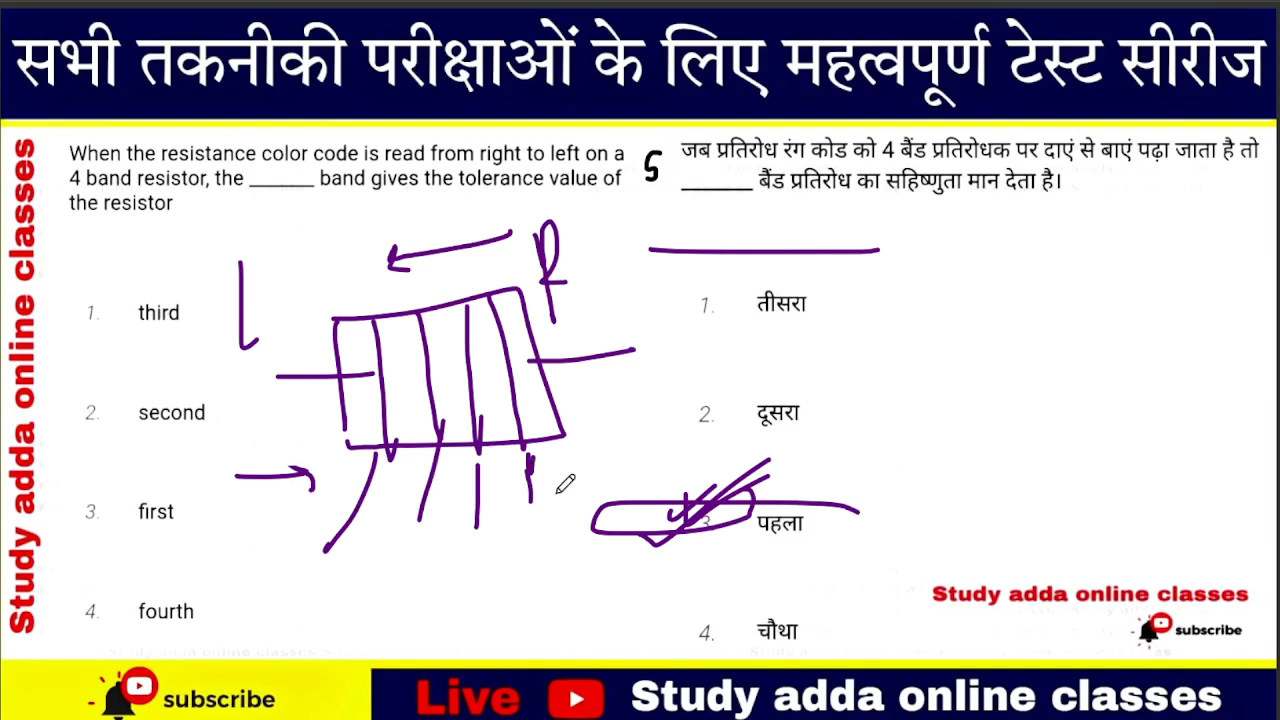 सभी तकनीकी परीक्षाओं के लिए महत्वपूर्ण टेस्ट सीरीज
Study adda online classes
When the resistance color code is read from right to left on a
4 band resistor, the ______ band gives the tolerance value of
the resistor
1. third
2. second
3. first
4. fourth
L
R
5
जब प्रतिरोध रंग कोड को 4 बैंड प्रतिरोधक पर दाएं से बाएं पढ़ा जाता है तो
_______ बैंड प्रतिरोध का सहिष्णुता मान देता है।
1. तीसरा
2. दूसरा
3. पहला
4. चौथा
Study adda online classes
subscribe
subscribe
Live Study adda online classes